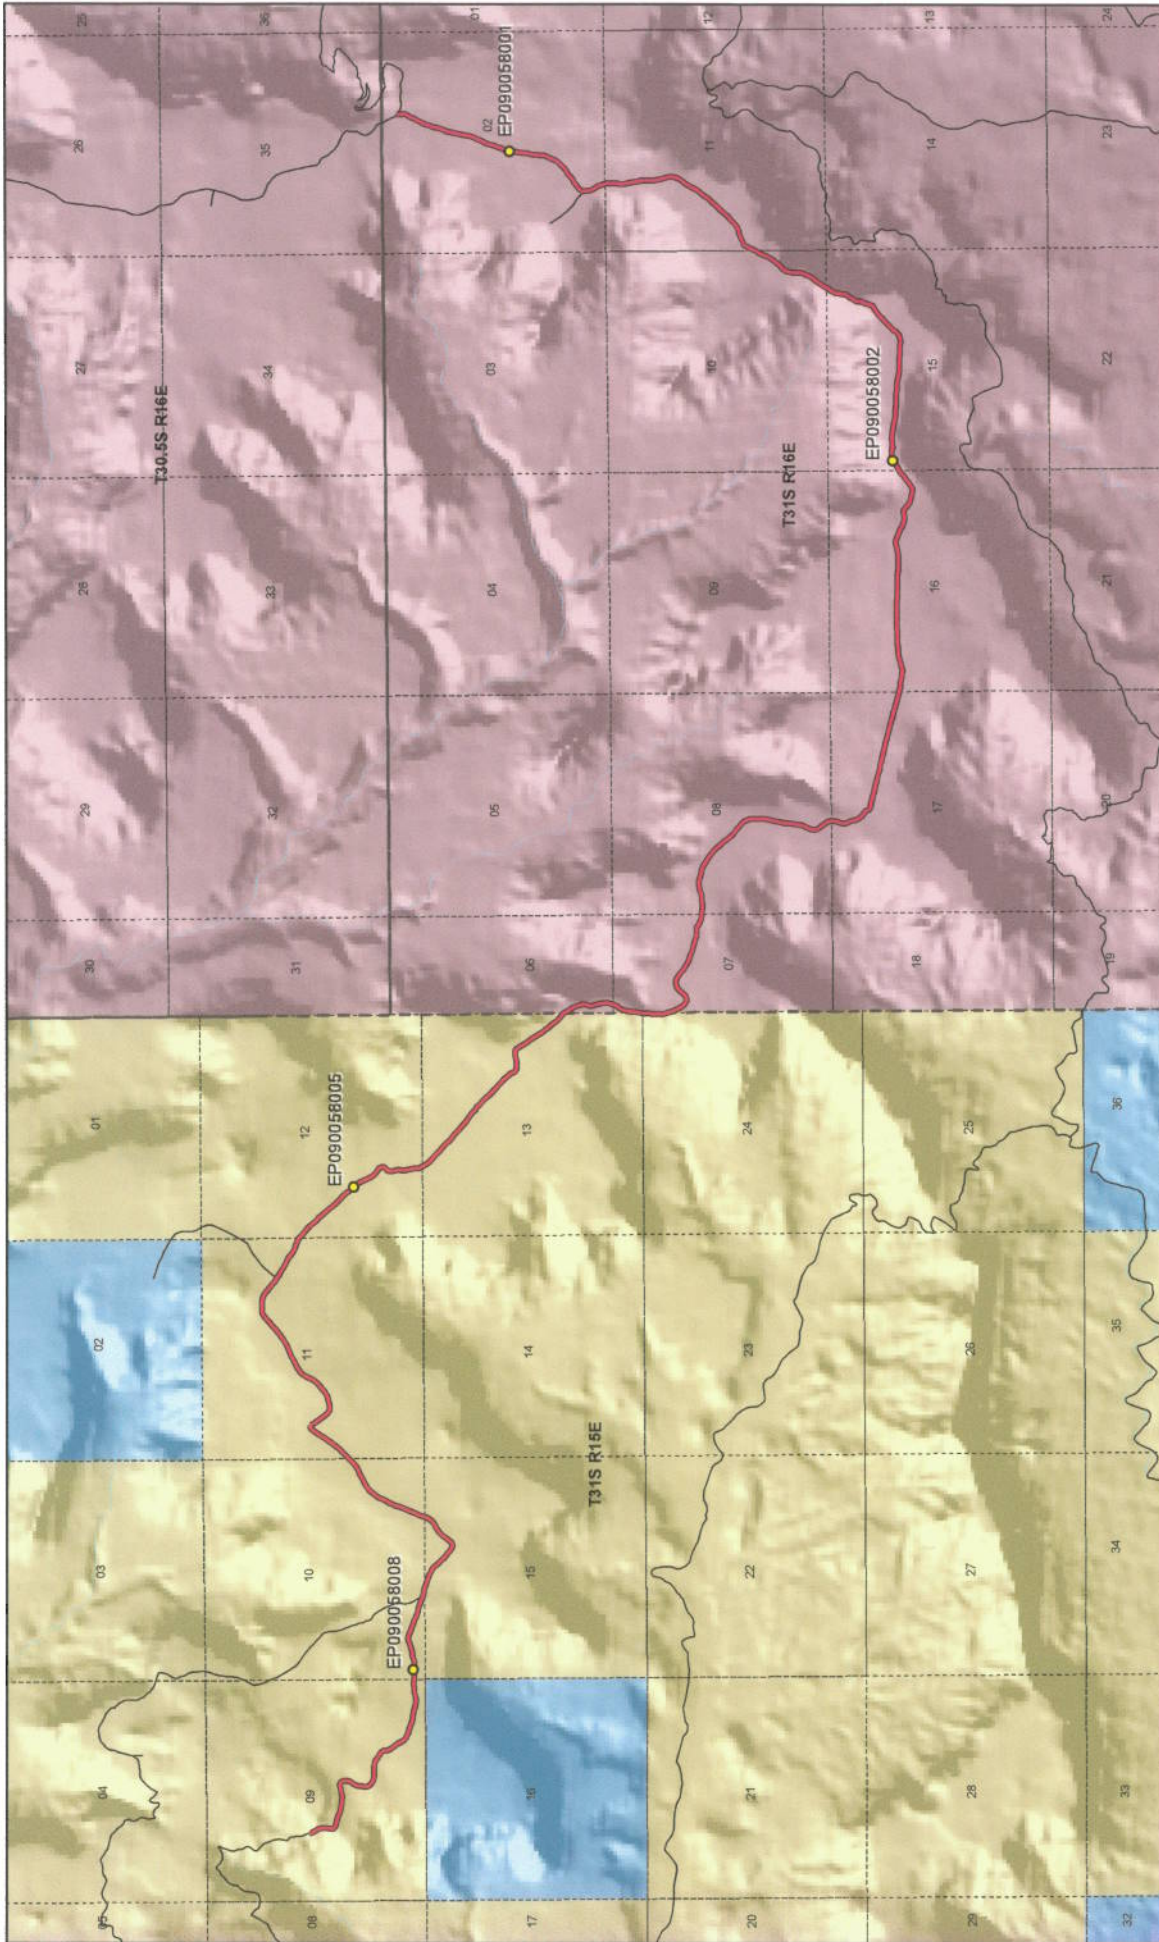 05 04 03 02 01 30 29 28 27 26 25
T30.5S R16E
08 09 10 11 12 31 32 33 34 35 36
EP090058005
EP090058008
17 16 15 14 13 06 05 04 03 02 01
EP090058001
T31S R15E
20 21 22 23 24 07 08 09 10 11 12
T31S R16E
EP090058002
29 28 27 26 25 18 17 16 15 14 13
32 33 34 35 36 19 20 21 22 23 24